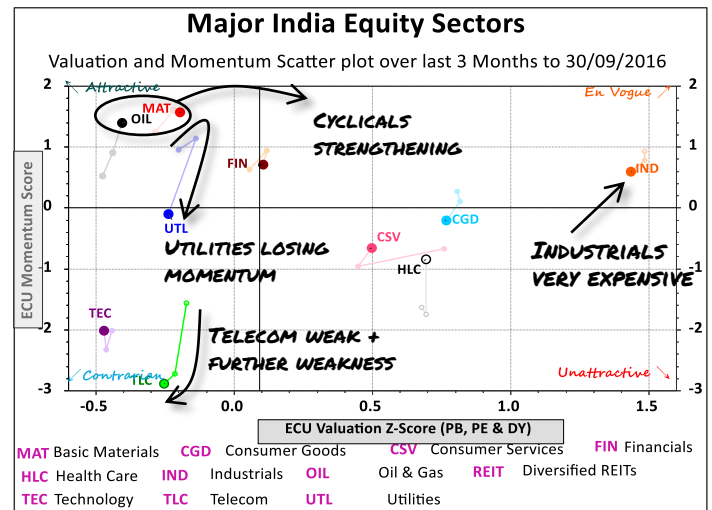 Major India Equity Sectors
Valuation and Momentum Scatter plot over last 3 Months to 30/09/2016
2 Attractive En Vogue 2
MAT
OIL
CYCLICALS
STRENGTHENING
1 1
FIN
IND
0 0
UTL
CGD
UTILITIES LOSING
MOMENTUM
CSV
HLC
INDUSTRIALS
VERY EXPENSIVE
-1 -1
TEC
TELECOM WEAK +
FURTHER WEAKNESS
-2 -2
Contrarian TLC Unattractive
-3 -3
-0.5 0.0 0.5 1.0 1.5
ECU Momentum Score
ECU Valuation Z-Score (PB, PE & DY)
MAT Basic Materials CGD Consumer Goods CSV Consumer Services FIN Financials
HLC Health Care IND Industrials OIL Oil & Gas REIT Diversified REITs
TEC Technology TLC Telecom UTL Utilities